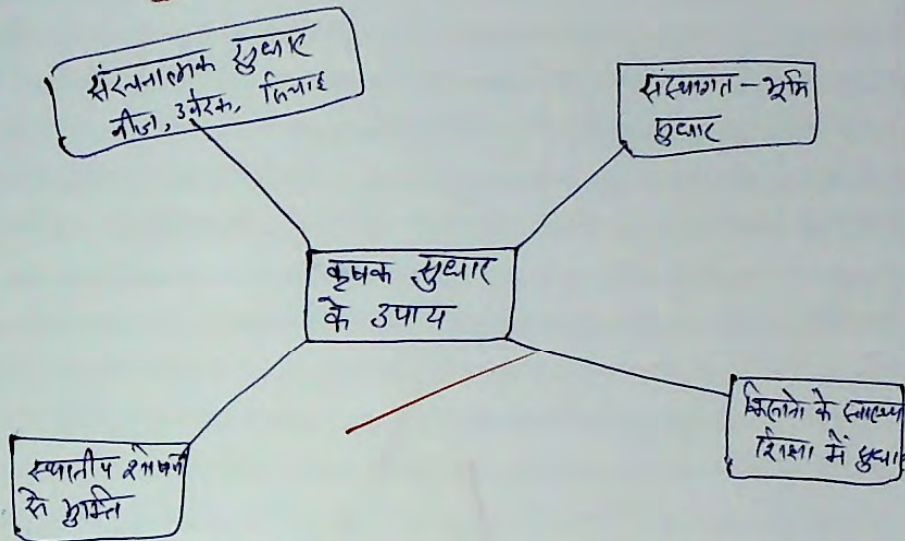 संरचनात्मक सुधार
बीज, उर्वरक, सिंचाई
संस्थागत - भूमि
सुधार
कृषक सुधार
के उपाय
स्थानीय शोषण
से मुक्ति
किसानो के स्वास्थ्य
शिक्षा में सुधार